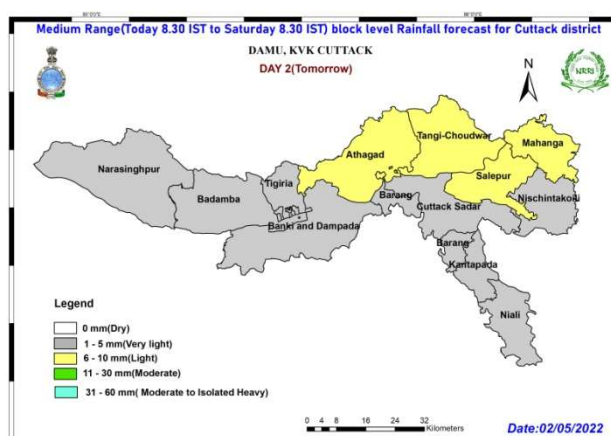 Medium Range(Today 8.30 IST to Saturday 8.30 IST) block level Rainfall forecast for Cuttack district
DAMU, KVK CUTTACK
DAY 2(Tomorrow)
N
NRRI
Tangi-Choudwar
Mahanga
Athagad
Narasinghpur
Tigiria
Salepur
Badamba
Barang
Nischintakoili
Cuttack Sadar
Banki and Dampada
Barang
Kantapada
Niali
Legend
0 mm(Dry)
1 - 5 mm(Very light)
6 - 10 mm(Light)
11 - 30 mm(Moderate)
31 - 60 mm( Moderate to Isolated Heavy)
0 4 8 16 24 32
Kilometers
Date:02/05/2022